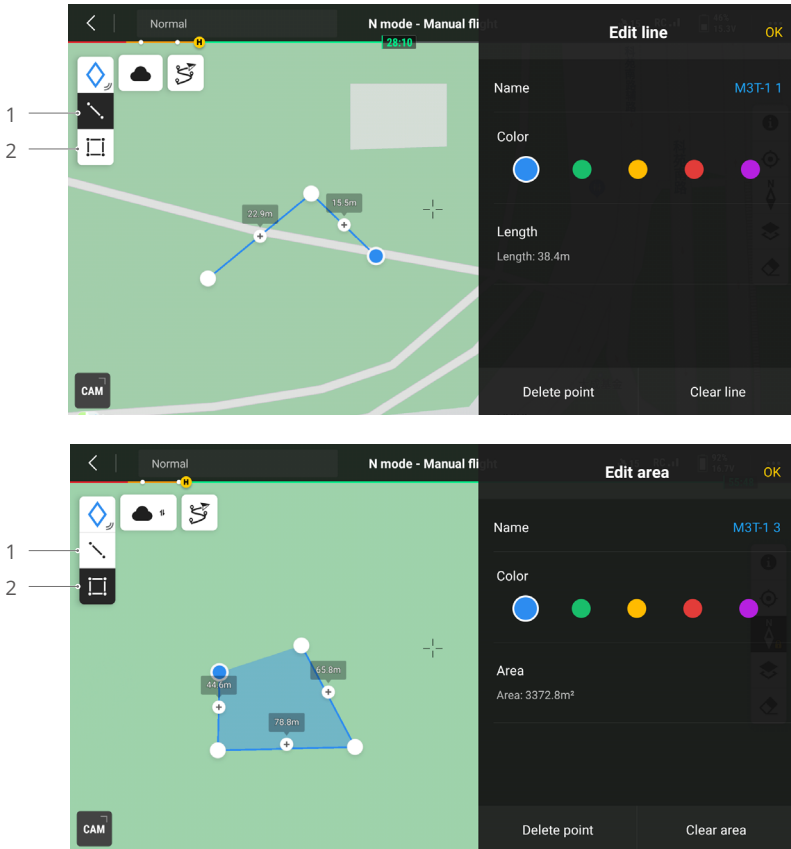 Normal
N mode - Manual fli
28:10
H
Edit line
OK
1
2
22.9m
15.5m
Name
M3T-1 1
Color
Length
Length: 38.4m
CAM
Delete point
Clear line
Normal
N mode - Manual fli
H
Edit area
OK
1
2
44.6m
65.8m
78.8m
Name
M3T-1 3
Color
Area
Area: 3372.8m²
CAM
Delete point
Clear area